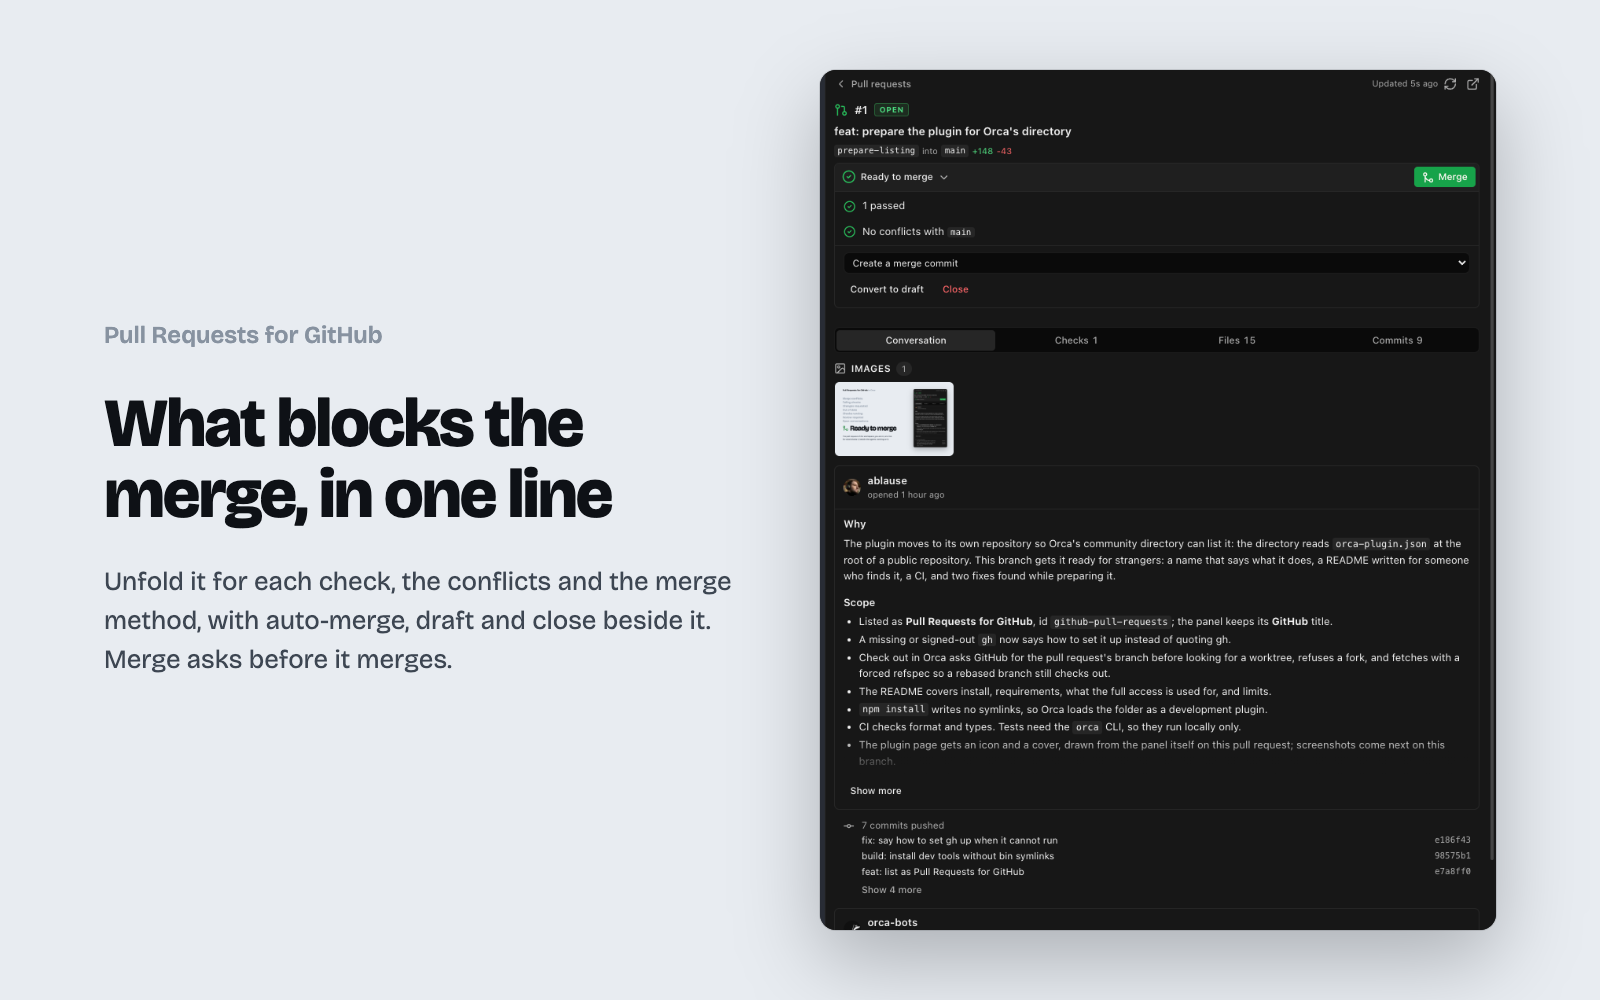 Pull Requests for GitHub
What blocks the
merge, in one line
Unfold it for each check, the conflicts and the merge
method, with auto-merge, draft and close beside it.
Merge asks before it merges.
Pull requests
Updated 5s ago
#1 OPEN
feat: prepare the plugin for Orca's directory
prepare-listing into main +148 -43
Ready to merge
Merge
1 passed
No conflicts with main
Create a merge commit
Convert to draft Close
Conversation Checks 1 Files 15 Commits 9
IMAGES 1
Ready to merge
ablause
opened 1 hour ago
Why
The plugin moves to its own repository so Orca's community directory can list it: the directory reads orca-plugin.json at the
root of a public repository. This branch gets it ready for strangers: a name that says what it does, a README written for someone
who finds it, a CI, and two fixes found while preparing it.
Scope
• Listed as Pull Requests for GitHub, id github-pull-requests; the panel keeps its GitHub title.
• A missing or signed-out gh now says how to set it up instead of quoting gh.
• Check out in Orca asks GitHub for the pull request's branch before looking for a worktree, refuses a fork, and fetches with a
forced refspec so a rebased branch still checks out.
• The README covers install, requirements, what the full access is used for, and limits.
• npm install writes no symlinks, so Orca loads the folder as a development plugin.
• CI checks format and types. Tests need the orca CLI, so they run locally only.
• The plugin page gets an icon and a cover, drawn from the panel itself on this pull request; screenshots come next on this
branch.
Show more
7 commits pushed
fix: say how to set gh up when it cannot run e186f43
build: install dev tools without bin symlinks 98575b1
feat: list as Pull Requests for GitHub e7a8ff0
Show 4 more
orca-bots